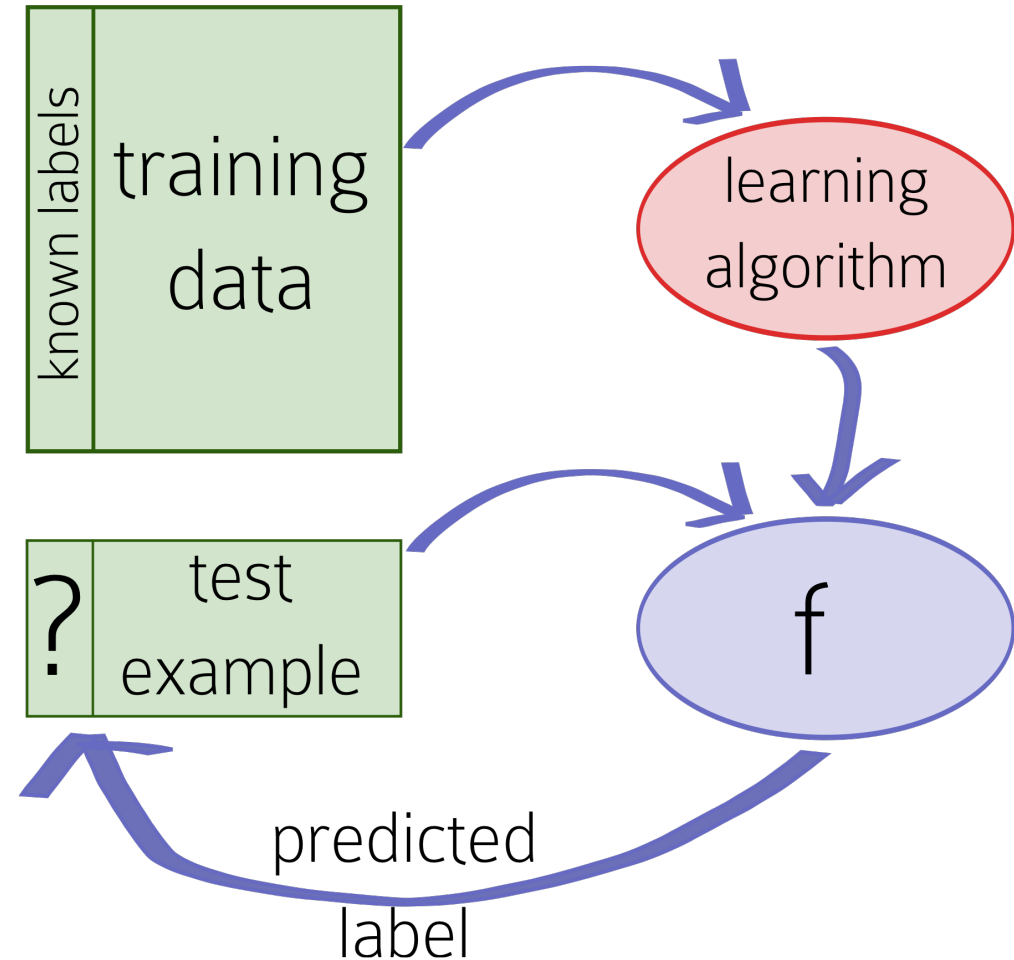 known labels
training
data
learning
algorithm
?
test
example
f
predicted
label